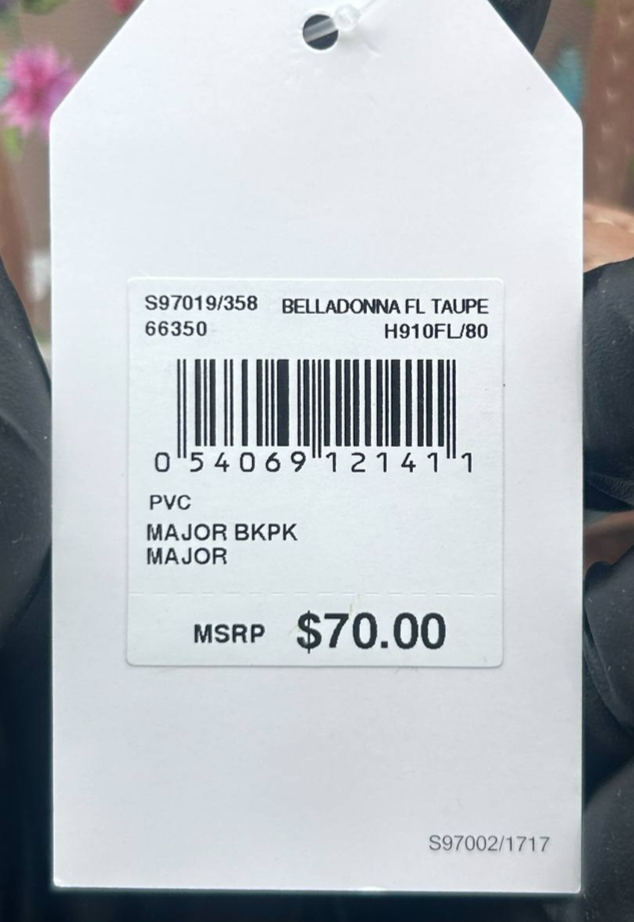 S97019/358 BELLADONNA FL TAUPE
66350 H910FL/80
0 54069 12141 1
PVC
MAJOR BKPK
MAJOR
MSRP $70.00
S97002/1717